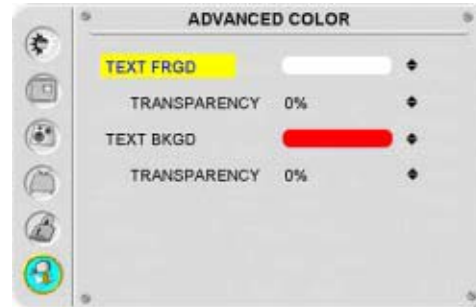 ADVANCED COLOR
TEXT FRGD
TRANSPARENCY 0%
TEXT BKGD
TRANSPARENCY 0%